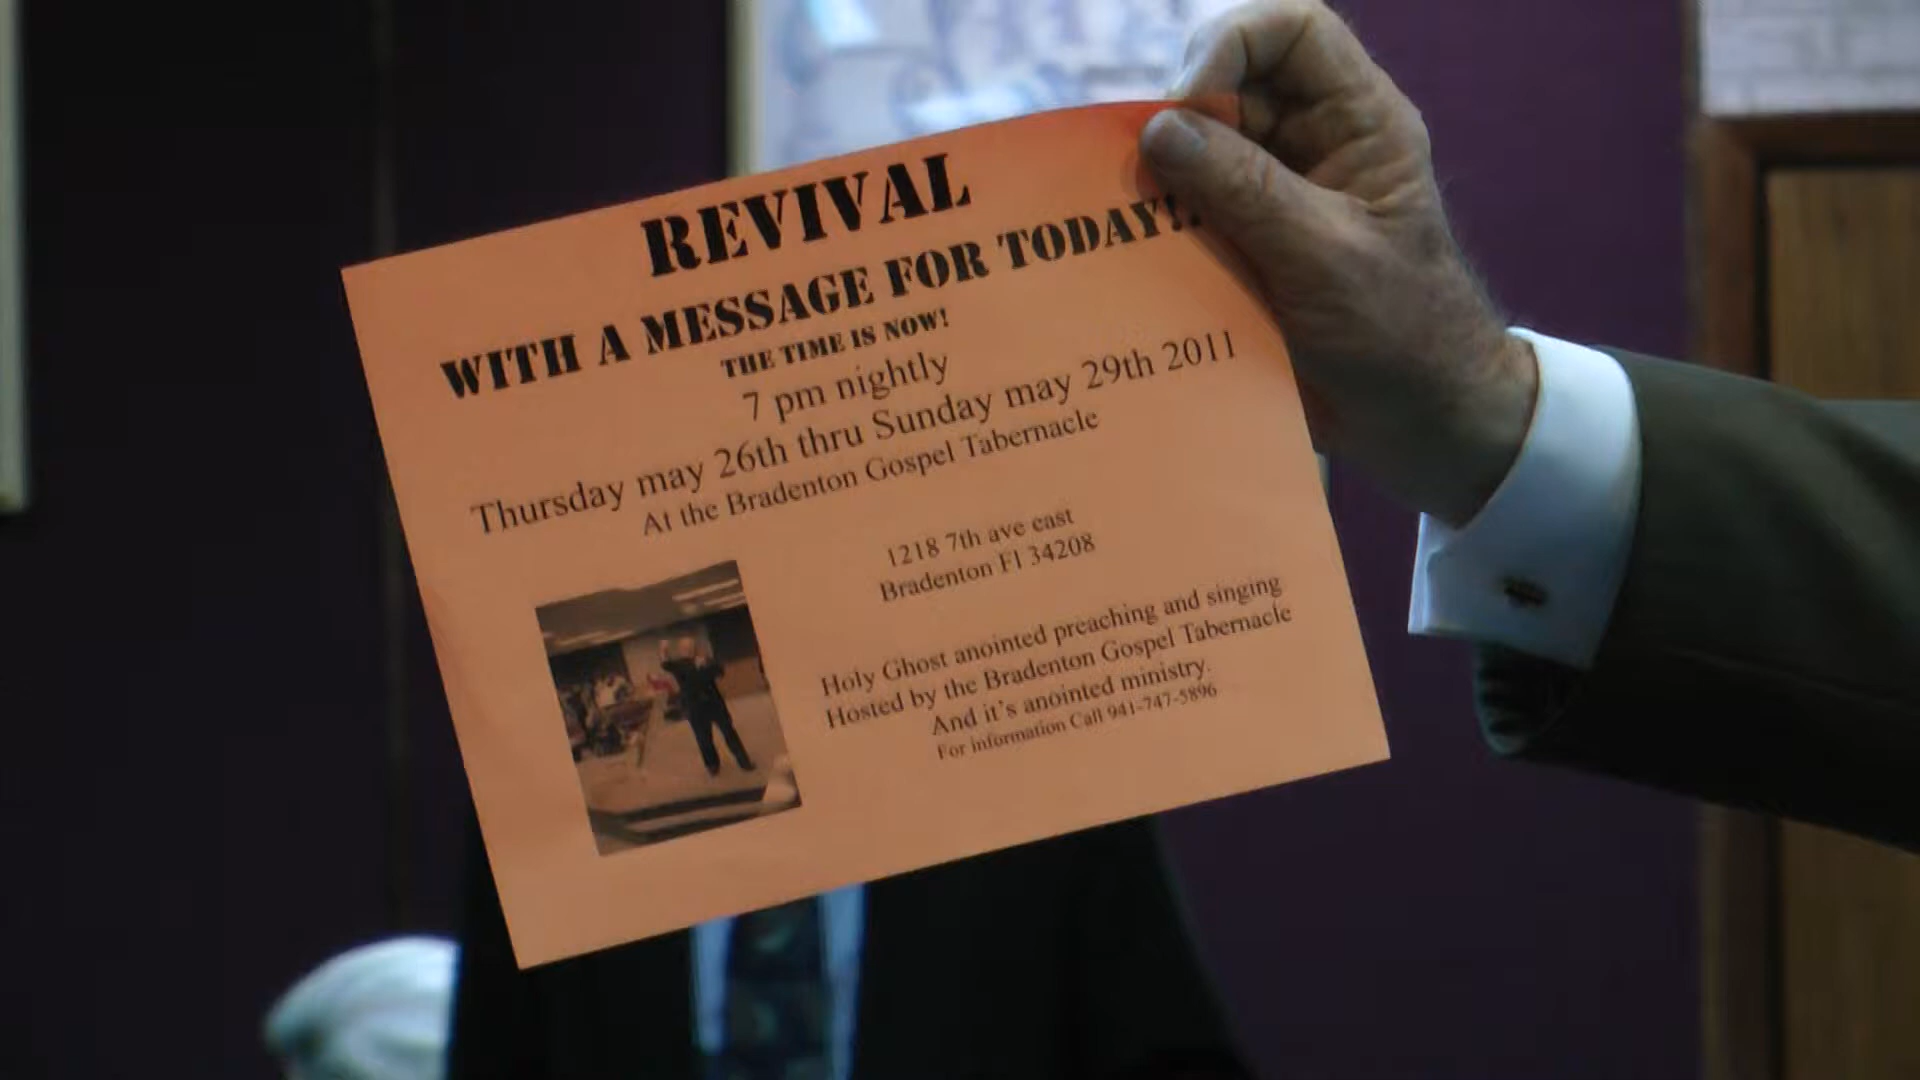 REVIVAL
WITH A MESSAGE FOR TODAY!.
THE TIME IS NOW!
7 pm nightly
Thursday may 26th thru Sunday may 29th 2011
At the Bradenton Gospel Tabernacle
1218 7th ave east
Bradenton Fl 34208
Holy Ghost anointed preaching and singing
Hosted by the Bradenton Gospel Tabernacle
And it's anointed ministry.
For information Call 941-747-5896